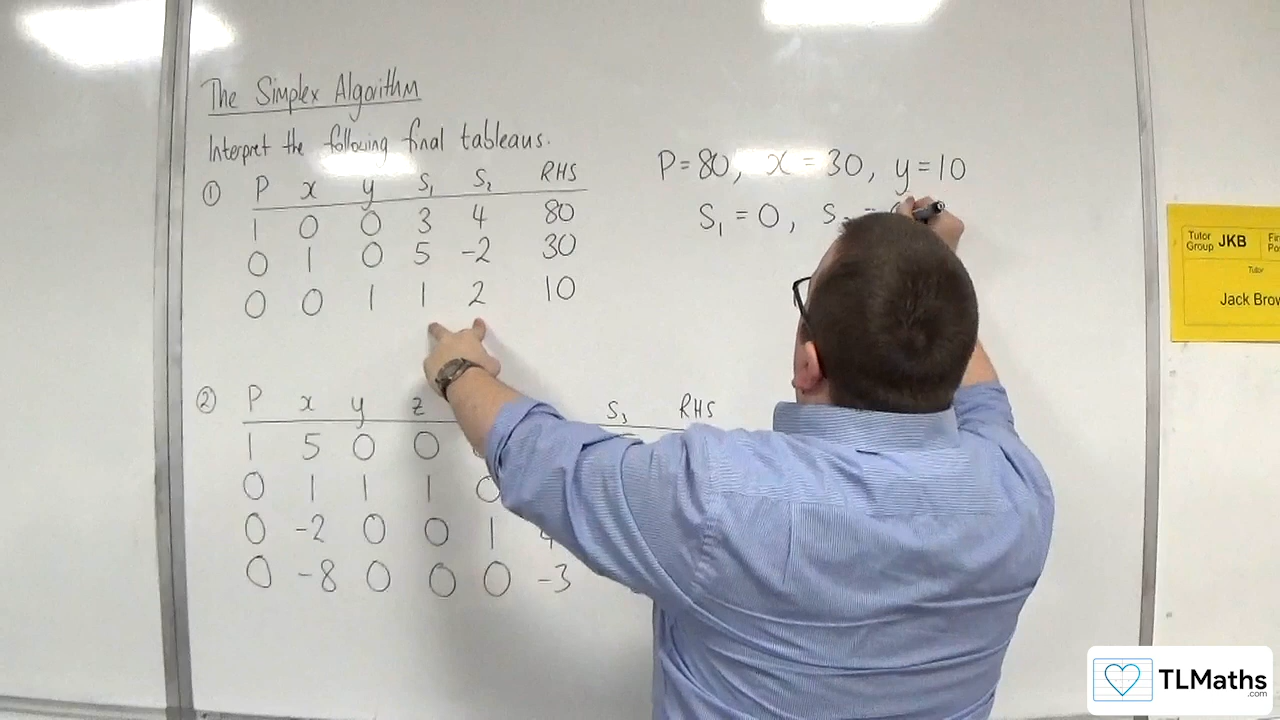 The Simplex Algorithm
Interpret the following final tableaus.
① P x y S₁ S₂ RHS
1 0 0 3 4 80
0 1 0 5 -2 30
0 0 1 1 2 10
P = 80, x = 30, y = 10
S₁ = 0, S =
② P x y z S₃ RHS
1 5 0 0
0 1 1 1 0
0 -2 0 0 1 4
0 -8 0 0 0 -3
Tutor Group JKB
Tutor
Jack
TLMaths
.com